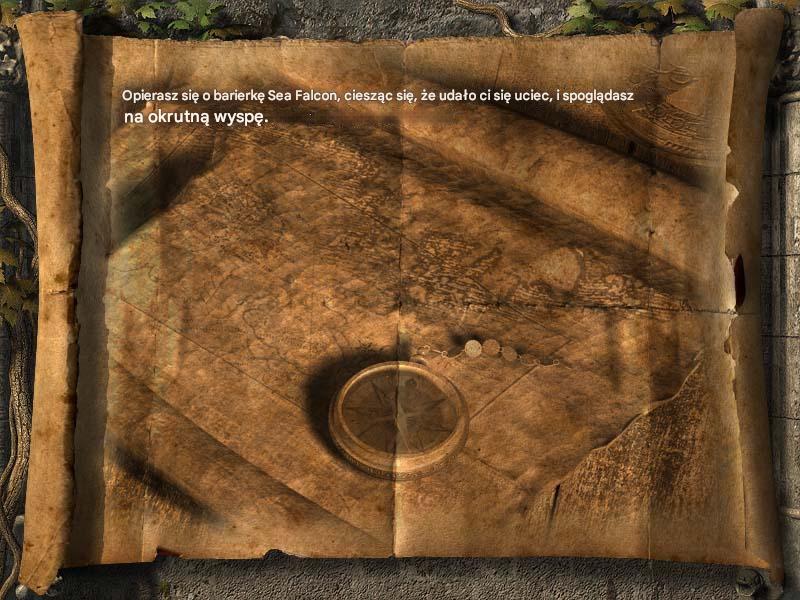 Opierasz się o barierkę Sea Falcon, ciesząc się, że udało ci się uciec, i spoglądasz
na okrutną wyspę.